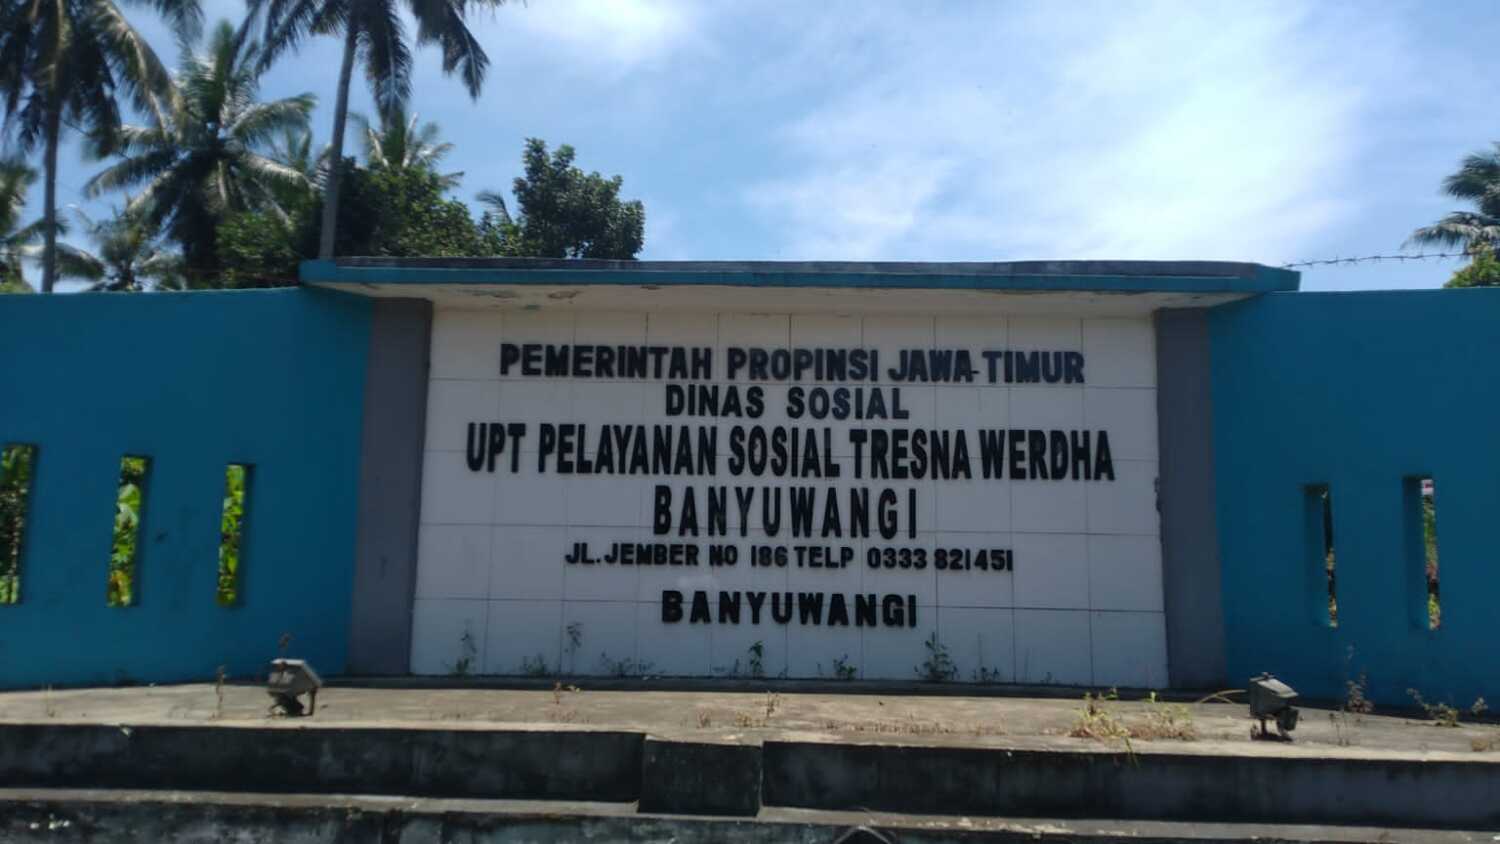 PEMERINTAH PROPINSI JAWA-TIMUR
DINAS SOSIAL
UPT PELAYANAN SOSIAL TRESNA WERDHA
BANYUWANGI
JL. JEMBER NO 186 TELP 0333 821451
BANYUWANGI